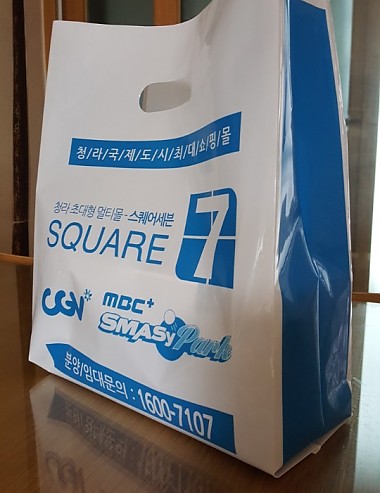 청/라/국/제/도/시/최/대/쇼/핑/몰
청라 초대형 멀티몰 - 스퀘어세븐
SQUARE 7
CGV
MBC+
SMASH Park
분양/임대문의 : 1600-7107